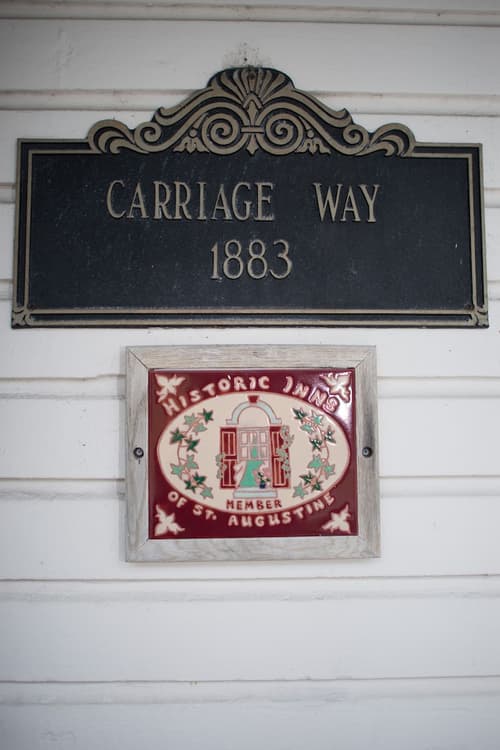 CARRIAGE WAY
1883
HISTORIC INNS
MEMBER
OF ST. AUGUSTINE